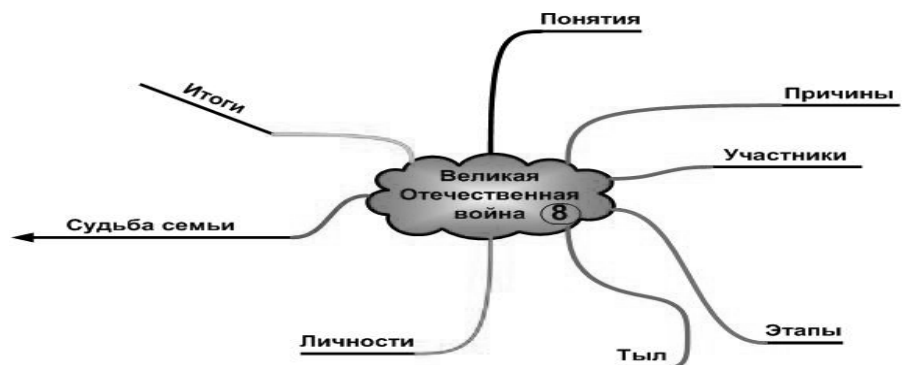 Понятия
Причины
Участники
Этапы
Тыл
Личности
Судьба семьи
Итоги
Великая
Отечественная
война 8